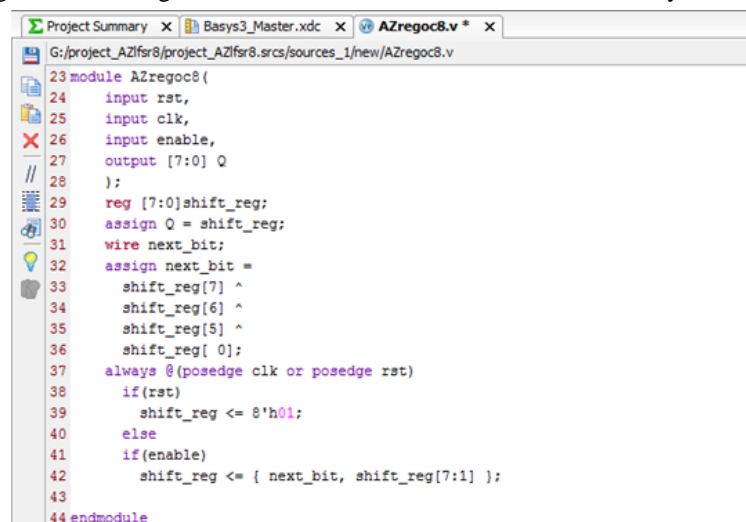 Project Summary x Basys3_Master.xdc x AZregoc8.v * x
G:/project_AZlfsr8/project_AZlfsr8.srcs/sources_1/new/AZregoc8.v
23 module AZregoc8(
24 input rst,
25 input clk,
26 input enable,
27 output [7:0] Q
28 );
29 reg [7:0]shift_reg;
30 assign Q = shift_reg;
31 wire next_bit;
32 assign next_bit =
33 shift_reg[7] ^
34 shift_reg[6] ^
35 shift_reg[5] ^
36 shift_reg[ 0];
37 always @(posedge clk or posedge rst)
38 if(rst)
39 shift_reg <= 8'h01;
40 else
41 if(enable)
42 shift_reg <= { next_bit, shift_reg[7:1] };
43
44 endmodule